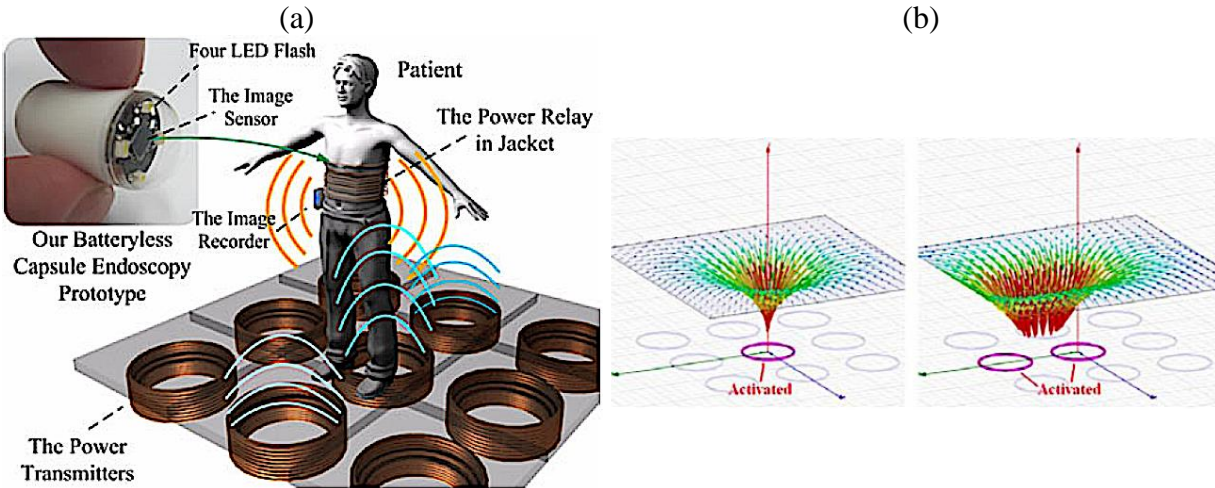 (a)
(b)
Four LED Flash
The Image
Sensor
Patient
The Power Relay
in Jacket
The Image
Recorder
Our Batteryless
Capsule Endoscopy
Prototype
The Power
Transmitters
Activated
Activated